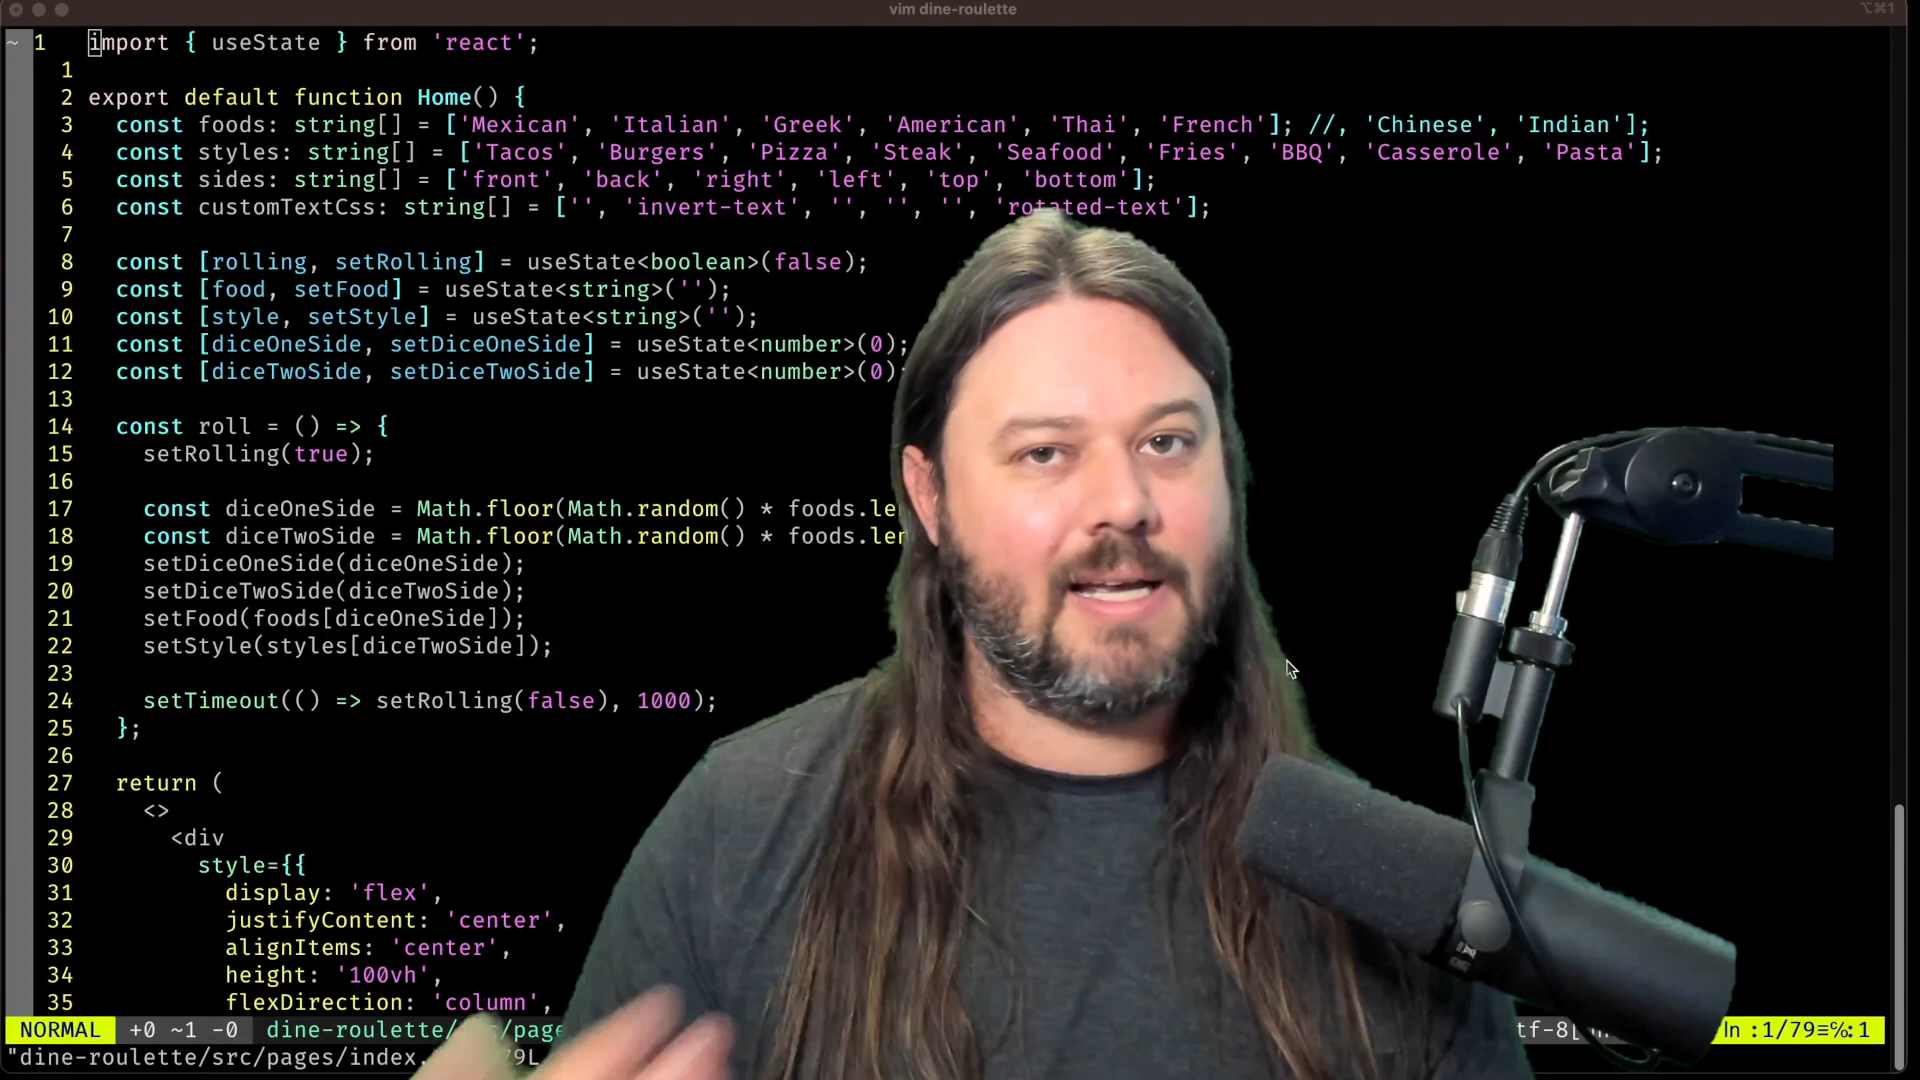 vim dine-roulette
⌥⌘1
~ 1 import { useState } from 'react';
1
2 export default function Home() {
3 const foods: string[] = ['Mexican', 'Italian', 'Greek', 'American', 'Thai', 'French']; //, 'Chinese', 'Indian'];
4 const styles: string[] = ['Tacos', 'Burgers', 'Pizza', 'Steak', 'Seafood', 'Fries', 'BBQ', 'Casserole', 'Pasta'];
5 const sides: string[] = ['front', 'back', 'right', 'left', 'top', 'bottom'];
6 const customTextCss: string[] = ['', 'invert-text', '', '', '', 'rotated-text'];
7
8 const [rolling, setRolling] = useState<boolean>(false);
9 const [food, setFood] = useState<string>('');
10 const [style, setStyle] = useState<string>('');
11 const [diceOneSide, setDiceOneSide] = useState<number>(0);
12 const [diceTwoSide, setDiceTwoSide] = useState<number>(0)
13
14 const roll = () => {
15 setRolling(true);
16
17 const diceOneSide = Math.floor(Math.random() * foods.le
18 const diceTwoSide = Math.floor(Math.random() * foods.le
19 setDiceOneSide(diceOneSide);
20 setDiceTwoSide(diceTwoSide);
21 setFood(foods[diceOneSide]);
22 setStyle(styles[diceTwoSide]);
23
24 setTimeout(() => setRolling(false), 1000);
25 };
26
27 return (
28 <>
29 <div
30 style={{
31 display: 'flex',
32 justifyContent: 'center',
33 alignItems: 'center',
34 height: '100vh',
35 flexDirection: 'column',
NORMAL +0 ~1 -0 dine-roulette/ /page tf-8[ ln :1/79≡%:1
"dine-roulette/src/pages/index. 79L